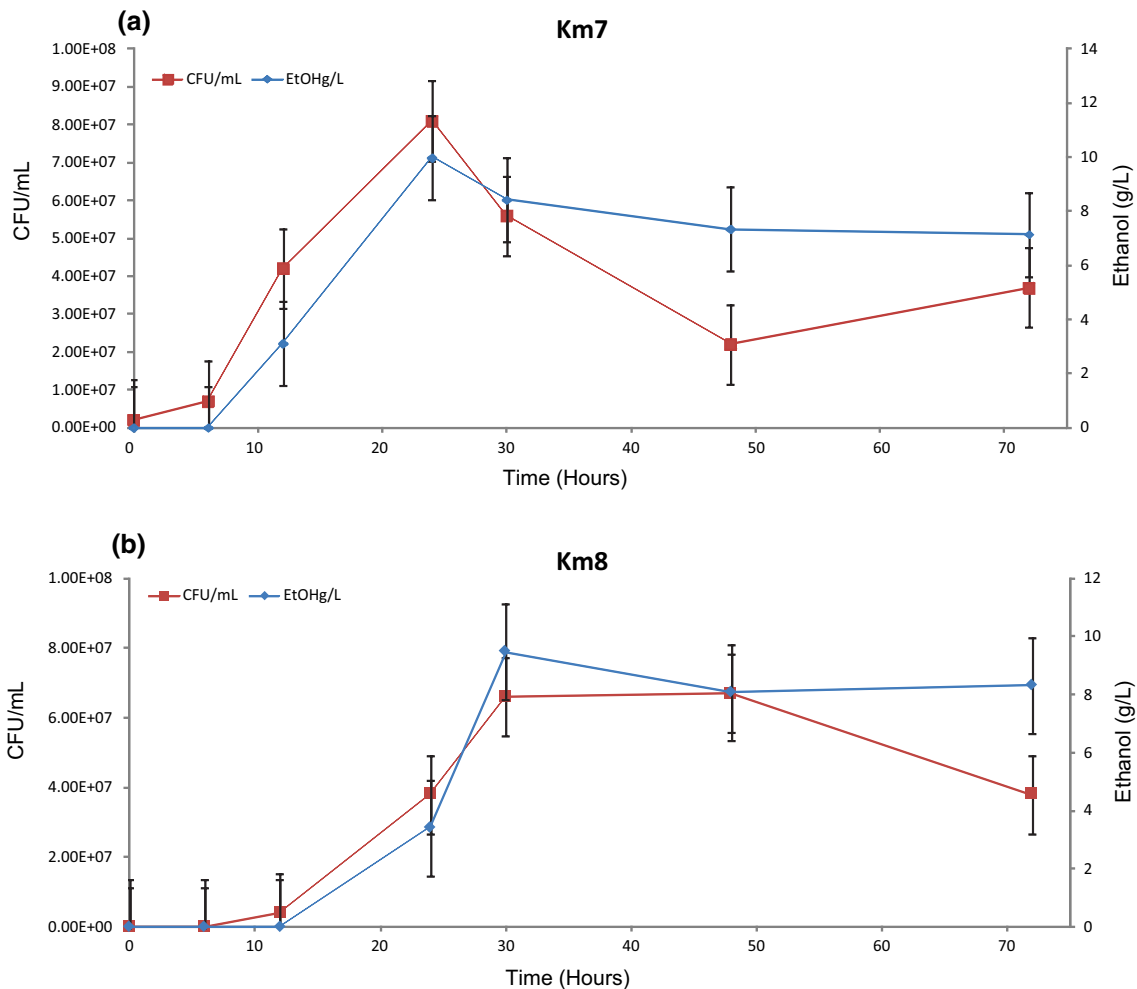 (a)
Km7
CFU/mL EtOHg/L
1.00E+08
9.00E+07
8.00E+07
7.00E+07
6.00E+07
5.00E+07
4.00E+07
3.00E+07
2.00E+07
1.00E+07
0.00E+00
CFU/mL
14
12
10
8
6
4
2
0
Ethanol (g/L)
0 10 20 30 40 50 60 70
Time (Hours)
(b)
Km8
CFU/mL EtOHg/L
1.00E+08
8.00E+07
6.00E+07
4.00E+07
2.00E+07
0.00E+00
CFU/mL
12
10
8
6
4
2
0
Ethanol (g/L)
0 10 20 30 40 50 60 70
Time (Hours)